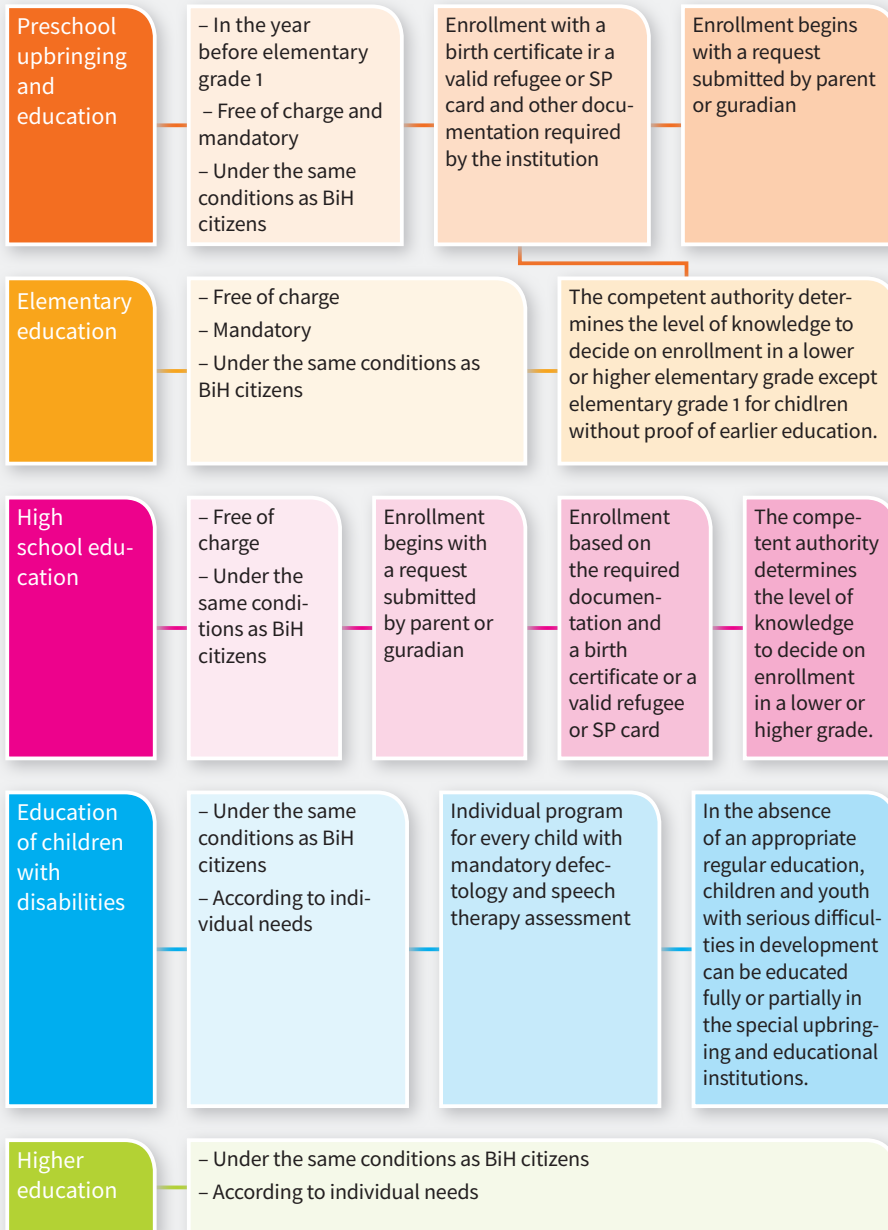 Preschool
upbringing
and
education
– In the year
before elementary
grade 1
– Free of charge and
mandatory
– Under the same
conditions as BiH
citizens
Enrollment with a
birth certificate ir a
valid refugee or SP
card and other docu-
mentation required
by the institution
Enrollment begins
with a request
submitted by parent
or guradian
Elementary
education
– Free of charge
– Mandatory
– Under the same conditions as
BiH citizens
The competent authority deter-
mines the level of knowledge to
decide on enrollment in a lower
or higher elementary grade except
elementary grade 1 for chidlren
without proof of earlier education.
High
school edu-
cation
– Free of
charge
– Under the
same condi-
tions as BiH
citizens
Enrollment
begins with
a request
submitted
by parent or
guradian
Enrollment
based on
the required
documen-
tation and
a birth
certificate or a
valid refugee
or SP card
The compe-
tent authority
determines
the level of
knowledge
to decide on
enrollment
in a lower or
higher grade.
Education
of children
with
disabilities
– Under the same
conditions as BiH
citizens
– According to indi-
vidual needs
Individual program
for every child with
mandatory defec-
tology and speech
therapy assessment
In the absence
of an appropriate
regular education,
children and youth
with serious difficul-
ties in development
can be educated
fully or partially in
the special upbring-
ing and educational
institutions.
Higher
education
– Under the same conditions as BiH citizens
– According to individual needs